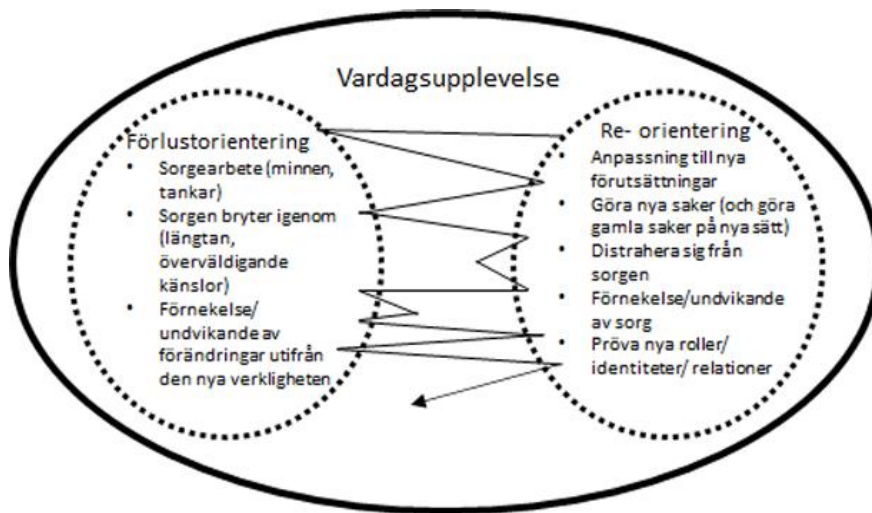 Vardagsupplevelse
Förlustorientering
• Sorgearbete (minnen,
tankar)
• Sorgen bryter igenom
(längtan,
överväldigande
känslor)
• Förnekelse/
undvikande av
förändringar utifrån
den nya verkligheten
Re- orientering
• Anpassning till nya
förutsättningar
• Göra nya saker (och göra
gamla saker på nya sätt)
• Distrahera sig från
sorgen
• Förnekelse/undvikande
av sorg
• Pröva nya roller/
identiteter/ relationer